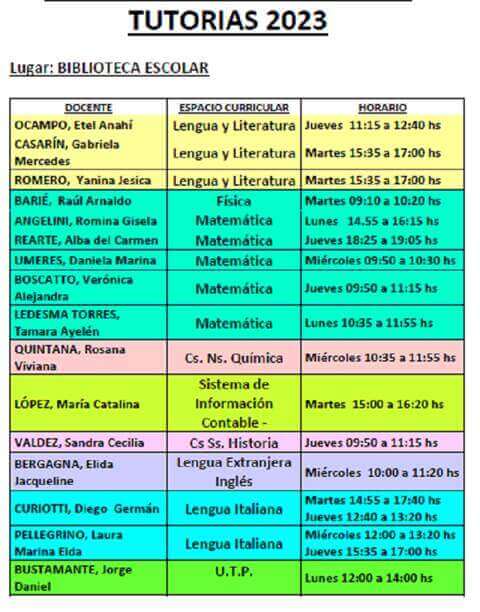 TUTORIAS 2023
Lugar: BIBLIOTECA ESCOLAR
DOCENTE ESPACIO CURRICULAR HORARIO
OCAMPO, Etel Anahí Lengua y Literatura Jueves 11:15 a 12:40 hs
CASARÍN, Gabriela
Mercedes Lengua y Literatura Martes 15:35 a 17:00 hs
ROMERO, Yanina Jesica Lengua y Literatura Martes 15:35 a 17:00 hs
BARIÉ, Raúl Arnaldo Física Martes 09:10 a 10:20 hs
ANGELINI, Romina Gisela Matemática Lunes 14.55 a 16:15 hs
REARTE, Alba del Carmen Matemática Jueves 18:25 a 19:05 hs
UMERES, Daniela Marina Matemática Miércoles 09:50 a 10:30 hs
BOSCATTO, Verónica
Alejandra Matemática Jueves 09:50 a 11:15 hs
LEDESMA TORRES,
Tamara Ayelén Matemática Lunes 10:35 a 11:55 hs
QUINTANA, Rosana
Viviana Cs. Ns. Química Miércoles 10:35 a 11:55 hs
Sistema de
LÓPEZ, María Catalina Información Martes 15:00 a 16:20 hs
Contable -
VALDEZ, Sandra Cecilia Cs Ss. Historia Jueves 09:50 a 11:15 hs
BERGAGNA, Elida Lengua Extranjera
Jacqueline Inglés Miércoles 10:00 a 11:20 hs
CURIOTTI, Diego Germán Lengua Italiana Martes 14:55 a 17:40 hs
Jueves 12:40 a 13:20 hs
PELLEGRINO, Laura Miércoles 12:00 a 13:20 hs
Marina Elda Lengua Italiana Jueves 15:35 a 17:00 hs
BUSTAMANTE, Jorge U.T.P.
Daniel Lunes 12:00 a 14:00 hs